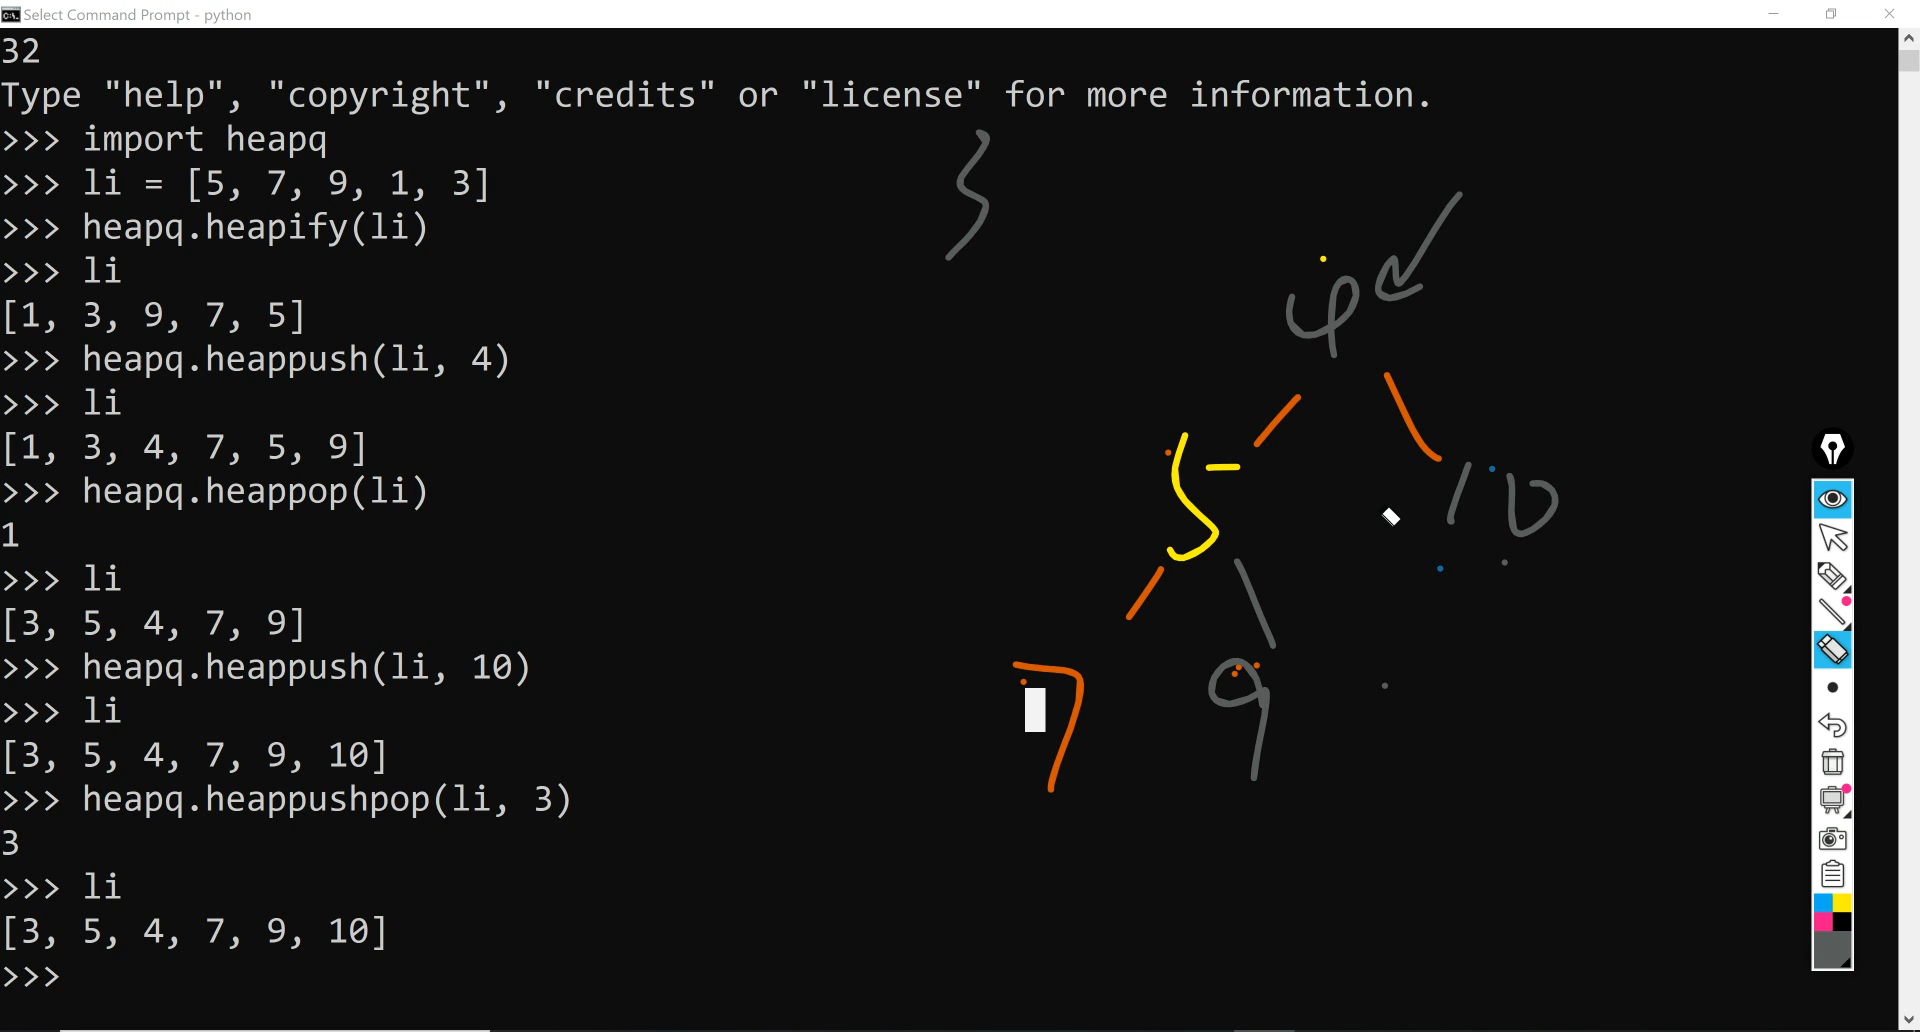 Select Command Prompt - python
32
Type "help", "copyright", "credits" or "license" for more information.
>>> import heapq
>>> li = [5, 7, 9, 1, 3]
>>> heapq.heapify(li)
>>> li
[1, 3, 9, 7, 5]
>>> heapq.heappush(li, 4)
>>> li
[1, 3, 4, 7, 5, 9]
>>> heapq.heappop(li)
1
>>> li
[3, 5, 4, 7, 9]
>>> heapq.heappush(li, 10)
>>> li
[3, 5, 4, 7, 9, 10]
>>> heapq.heappushpop(li, 3)
3
>>> li
[3, 5, 4, 7, 9, 10]
>>>
3
4
5 10
7 9